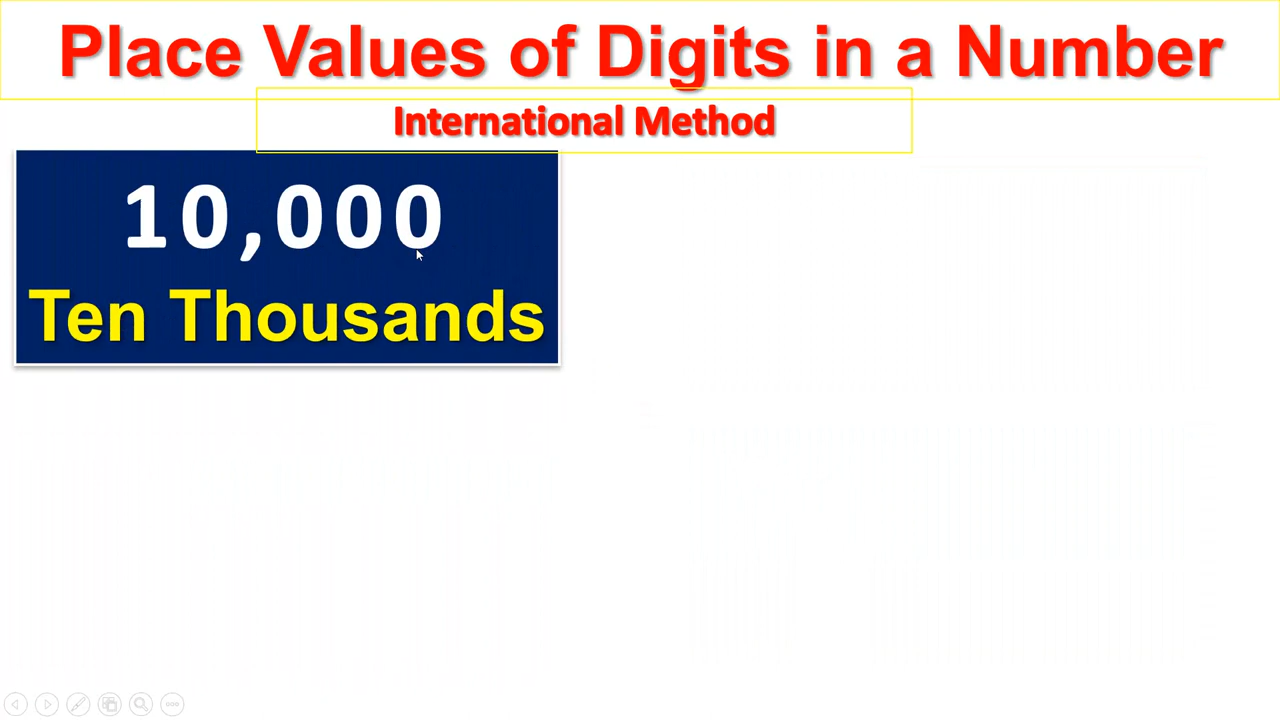 Place Values of Digits in a Number
International Method
10,000
Ten Thousands